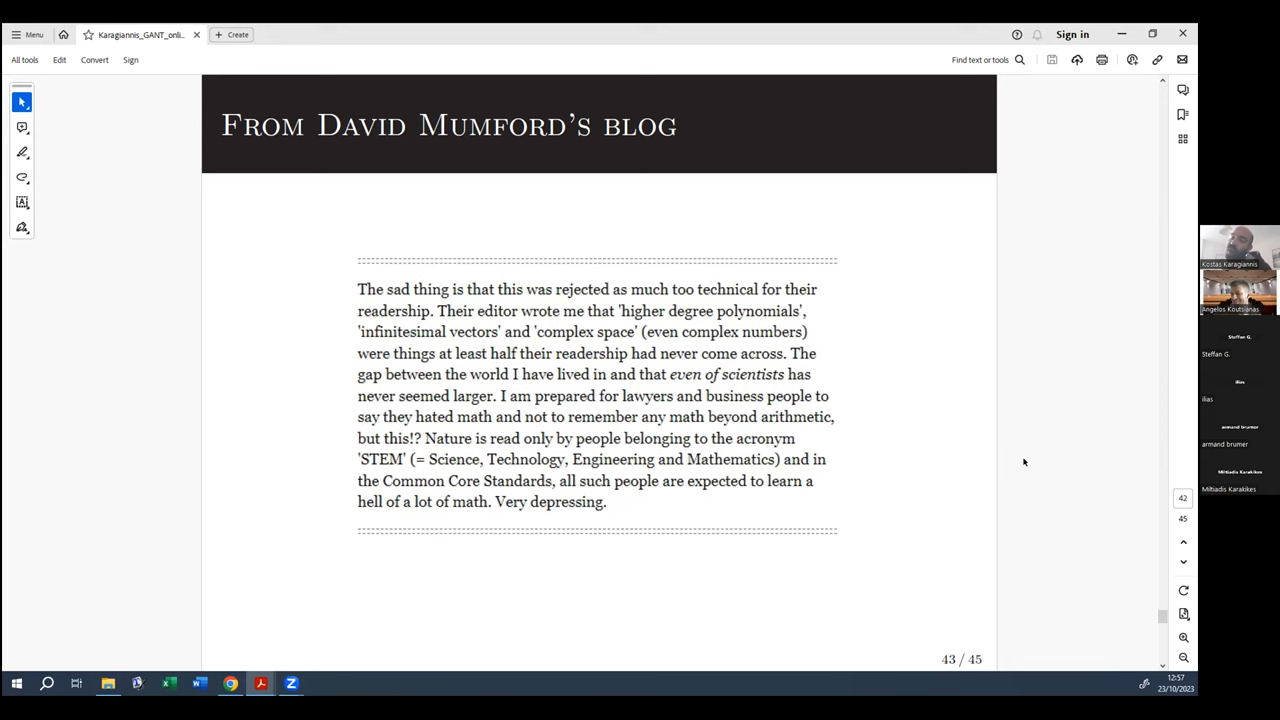 Menu
Karagiannis_GANT_onli...
Create
Sign in
All tools
Edit
Convert
Sign
Find text or tools
FROM DAVID MUMFORD'S BLOG
The sad thing is that this was rejected as much too technical for their
readership. Their editor wrote me that 'higher degree polynomials',
'infinitesimal vectors' and 'complex space' (even complex numbers)
were things at least half their readership had never come across. The
gap between the world I have lived in and that even of scientists has
never seemed larger. I am prepared for lawyers and business people to
say they hated math and not to remember any math beyond arithmetic,
but this!? Nature is read only by people belonging to the acronym
'STEM' (= Science, Technology, Engineering and Mathematics) and in
the Common Core Standards, all such people are expected to learn a
hell of a lot of math. Very depressing.
43 / 45
42
45
Kostas Karagiannis
Angelos Koutsianas
Steffan G.
Steffan G.
ilias
ilias
armand brumer
armand brumer
Miltiadis Karakikes
Miltiadis Karakikes
12:57
23/10/2023